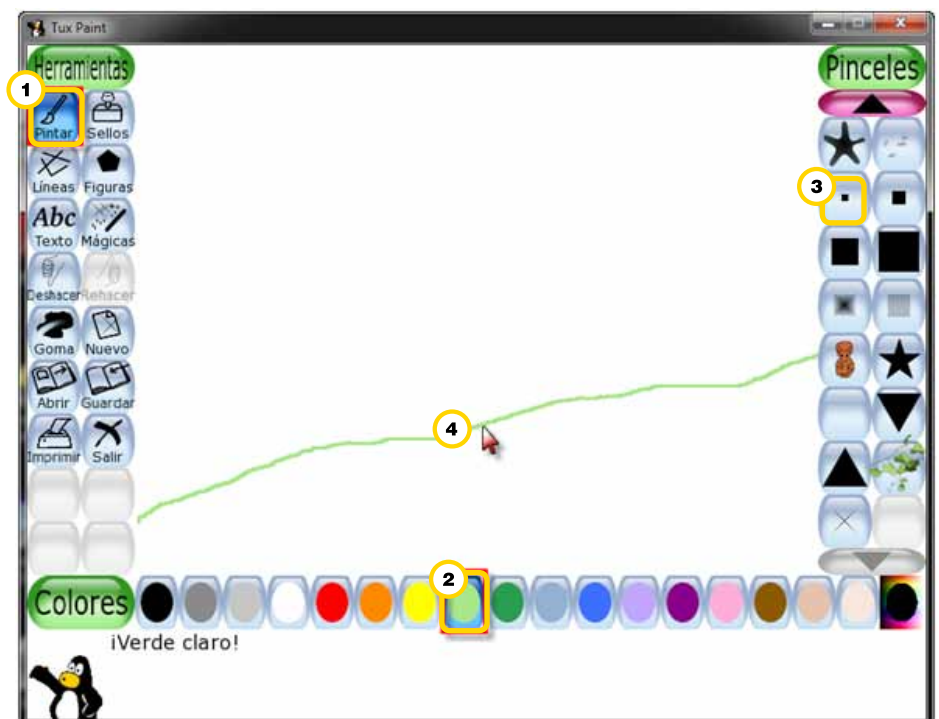 Tux Paint
Herramientas
Pinceles
1
Pintar Sellos
Líneas Figuras
3
Abc
Texto Mágicas
Deshacer Rehacer
Goma Nuevo
Abrir Guardar
4
Imprimir Salir
2
Colores
¡Verde claro!